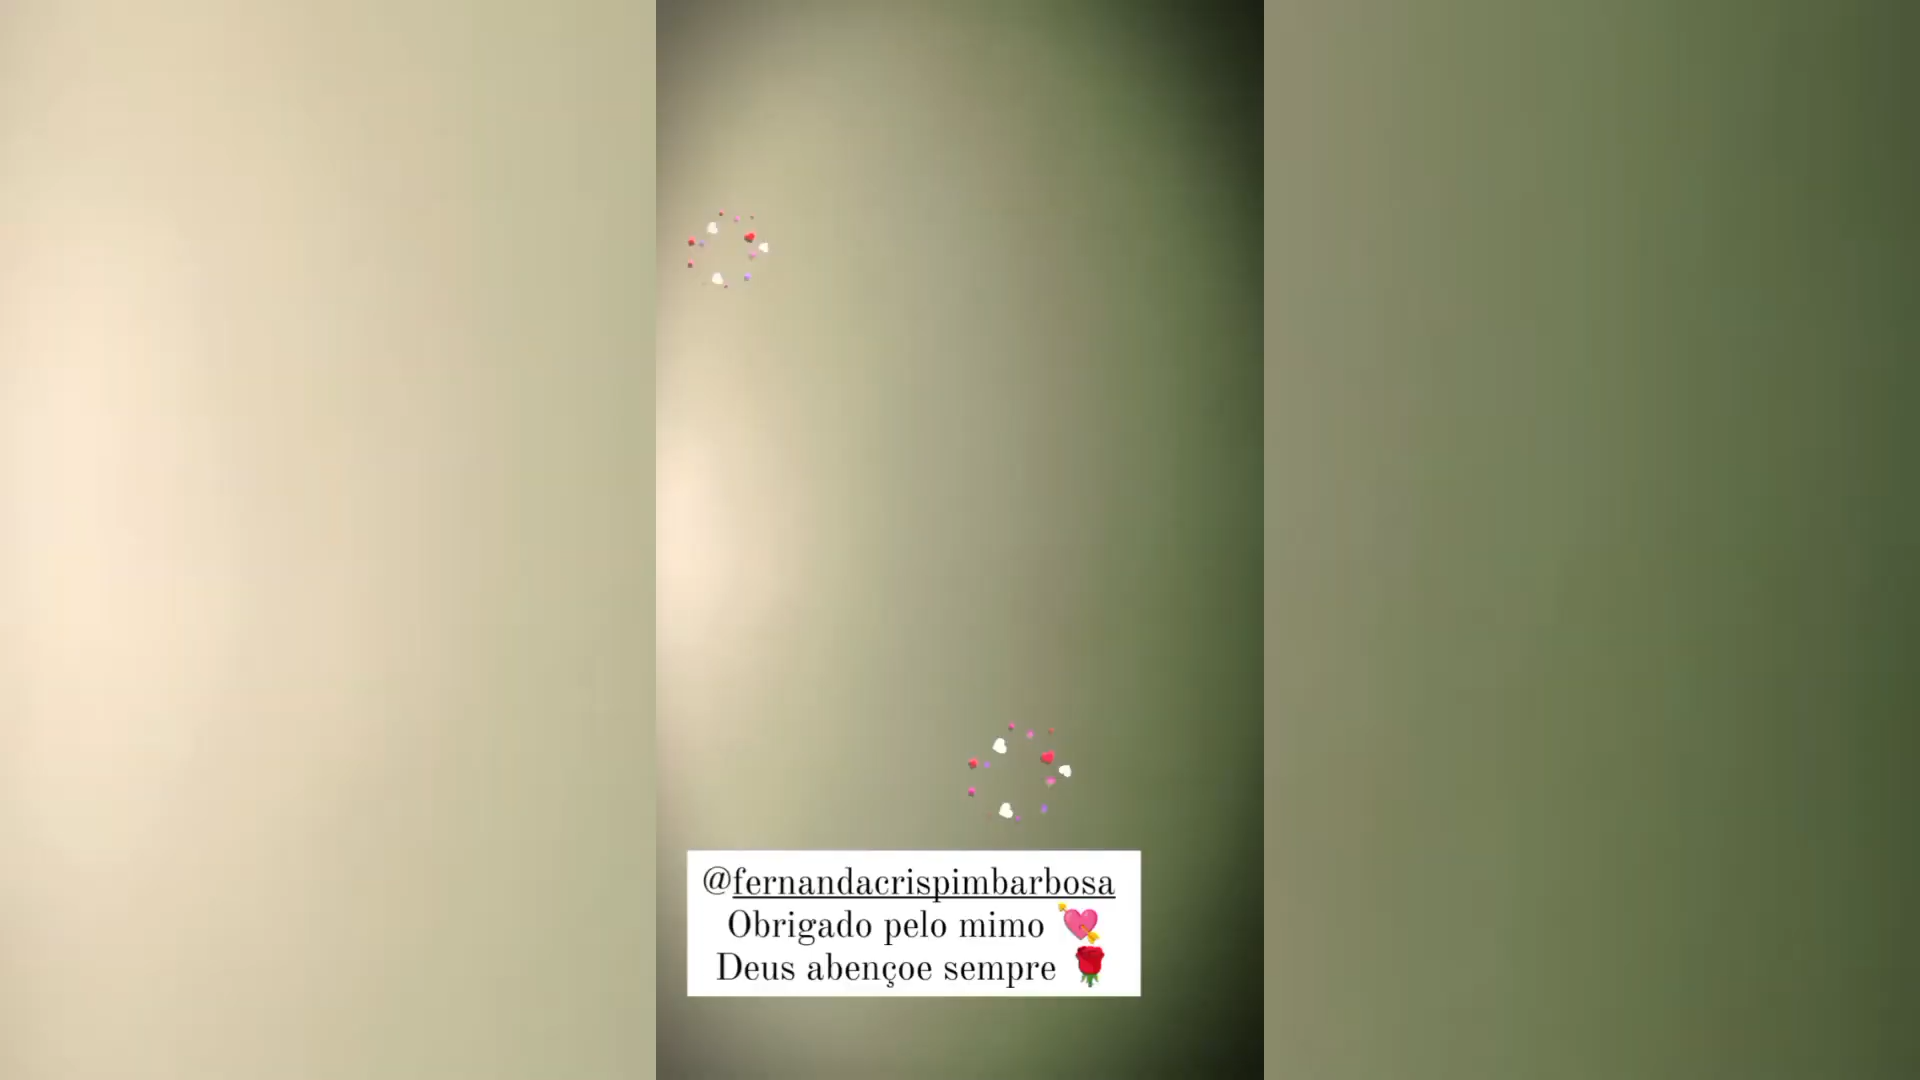 @fernandacrispimbarbosa
Obrigado pelo mimo 💘
Deus abençoe sempre 🌹